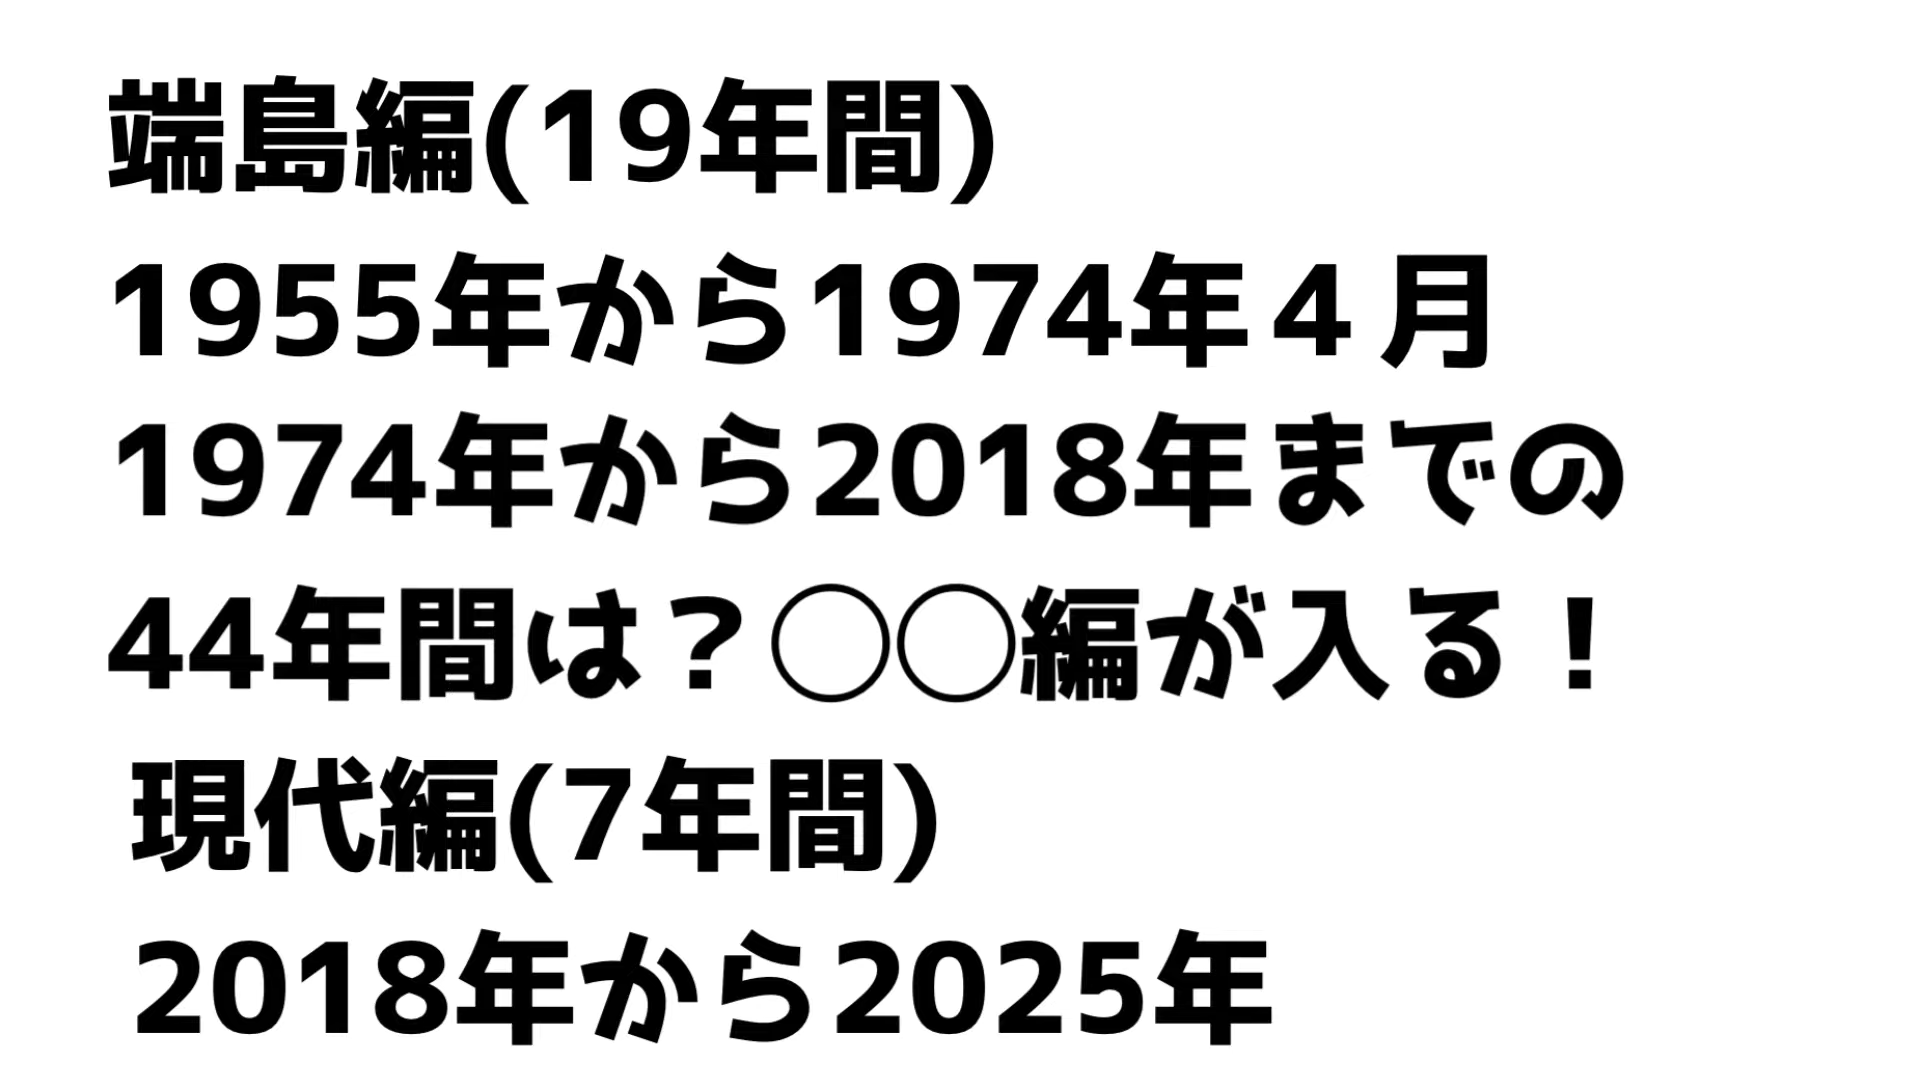 端島編(19年間)
1955年から1974年４月
1974年から2018年までの
44年間は？◯◯編が入る！
現代編(7年間)
2018年から2025年